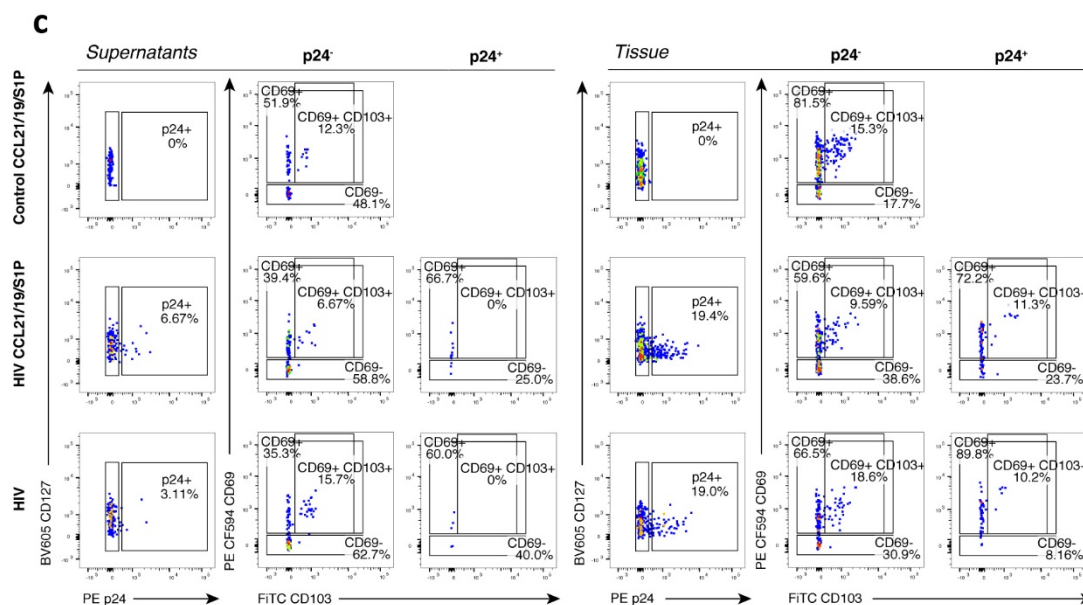 c
Supernatants p24⁻ p24⁺ Tissue p24⁻ p24⁺
Control CCL21/19/S1P
p24+
0%
CD69+
51.9%
CD69+ CD103+
12.3%
CD69-
48.1%
p24+
0%
CD69+
81.5%
CD69+ CD103+
15.3%
CD69-
17.7%
HIV CCL21/19/S1P
p24+
6.67%
CD69+
39.4%
CD69+ CD103+
6.67%
CD69-
58.8%
CD69+
66.7%
CD69+ CD103+
0%
CD69-
25.0%
p24+
19.4%
CD69+
59.6%
CD69+ CD103+
9.59%
CD69-
38.6%
CD69+
72.2%
CD69+ CD103+
11.3%
CD69-
23.7%
HIV
p24+
3.11%
CD69+
35.3%
CD69+ CD103+
15.7%
CD69-
62.7%
CD69+
60.0%
CD69+ CD103+
0%
CD69-
40.0%
p24+
19.0%
CD69+
66.5%
CD69+ CD103+
18.6%
CD69-
30.9%
CD69+
89.8%
CD69+ CD103+
10.2%
CD69-
8.16%
BV605 CD127
PE CF594 CD69
BV605 CD127
PE CF594 CD69
PE p24
FiTC CD103
PE p24
FiTC CD103